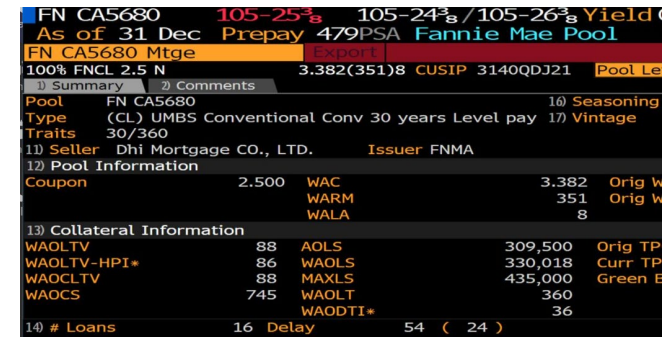 FN CA5680 105-25⅜ 105-24⅜/105-26⅜ Yield
As of 31 Dec Prepay 479PSA Fannie Mae Pool
FN CA5680 Mtge Export
100% FNCL 2.5 N 3.382(351)8 CUSIP 3140QDJ21 Pool Le
1) Summary 2) Comments
Pool FN CA5680 16) Seasoning
Type (CL) UMBS Conventional Conv 30 years Level pay 17) Vintage
Traits 30/360
11) Seller Dhi Mortgage CO., LTD. Issuer FNMA
12) Pool Information
Coupon 2.500 WAC 3.382 Orig W
WARM 351 Orig W
WALA 8
13) Collateral Information
WAOLTV 88 AOLS 309,500 Orig TP
WAOLTV-HPI* 86 WAOLS 330,018 Curr TP
WAOCLTV 88 MAXLS 435,000 Green B
WAOCS 745 WAOLT 360
WAODTI* 36
14) # Loans 16 Delay 54 ( 24 )